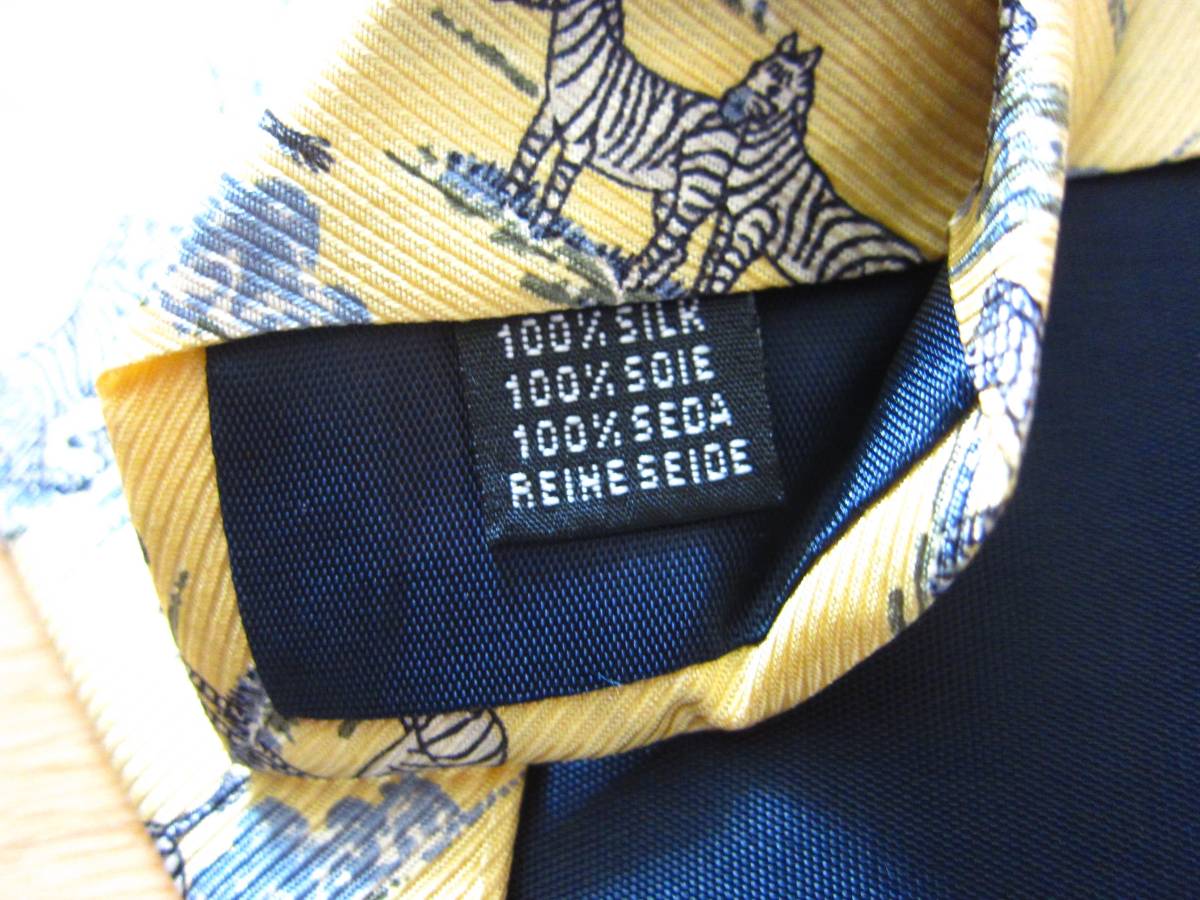 100% SILK
100% SOIE
100% SEDA
REINE SEIDE